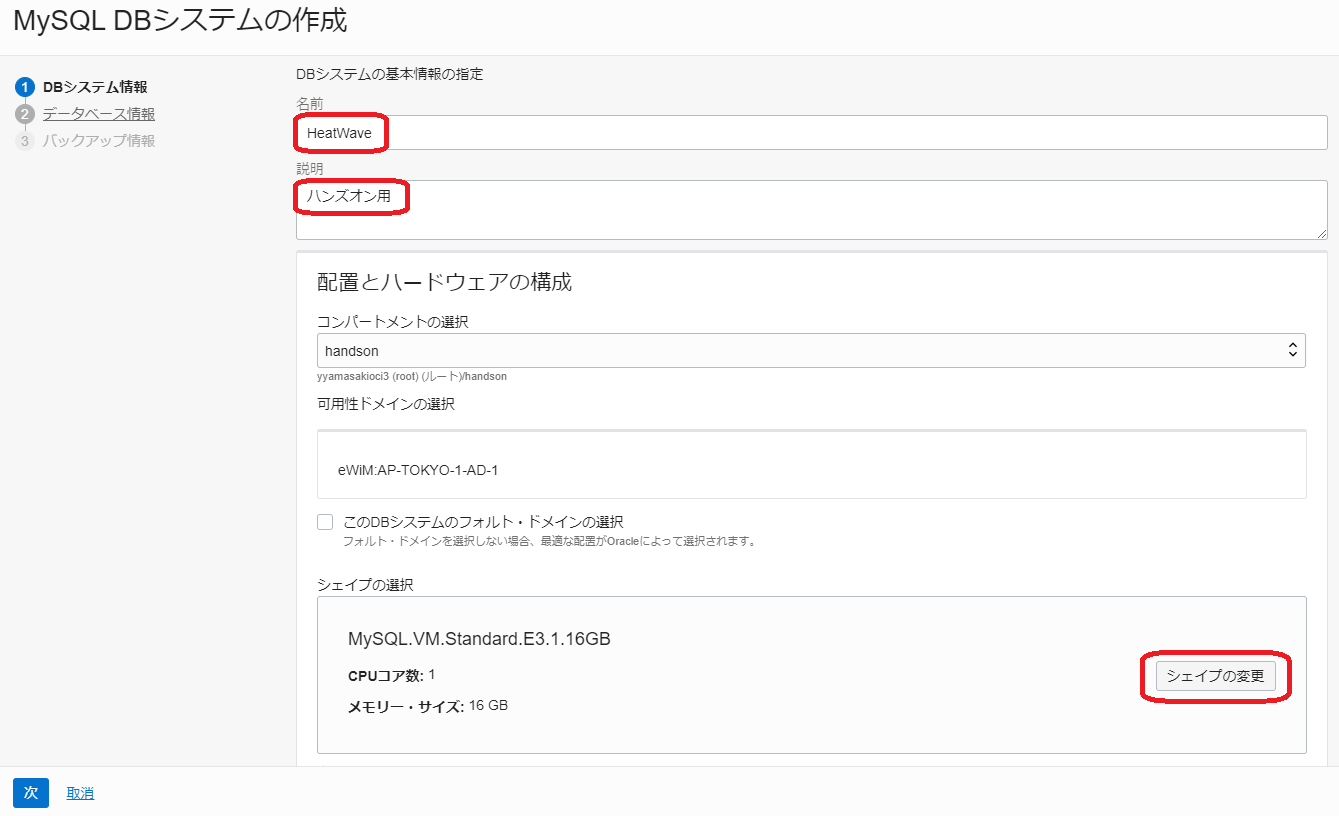 MySQL DBシステムの作成
1 DBシステム情報
2 データベース情報
3 バックアップ情報
DBシステムの基本情報の指定
名前
HeatWave
説明
ハンズオン用
配置とハードウェアの構成
コンパートメントの選択
handson
yyamasakioci3 (root) (ルート)/handson
可用性ドメインの選択
eWiM:AP-TOKYO-1-AD-1
このDBシステムのフォルト・ドメインの選択
フォルト・ドメインを選択しない場合、最適な配置がOracleによって選択されます。
シェイプの選択
MySQL.VM.Standard.E3.1.16GB
CPUコア数: 1
シェイプの変更
メモリー・サイズ: 16 GB
次 取消